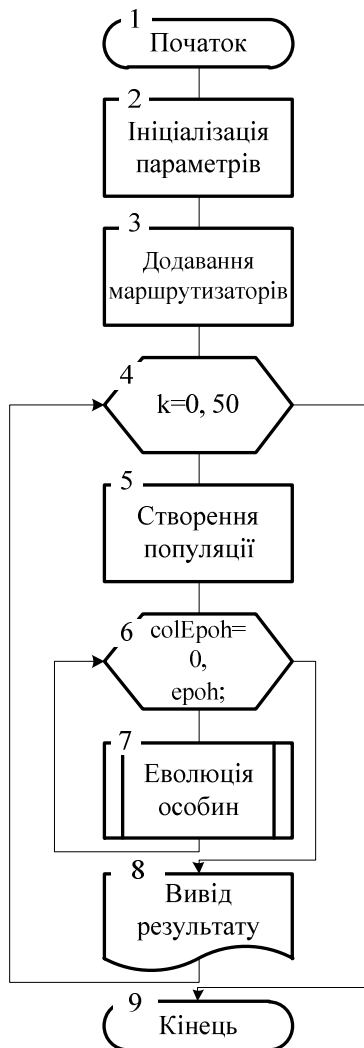 1
Початок
2
Ініціалізація
параметрів
3
Додавання
маршрутизаторів
4
k=0, 50
5
Створення
популяції
6
colEpoh=
0,
epoh;
7
Еволюція
особин
8
Вивід
результату
9
Кінець